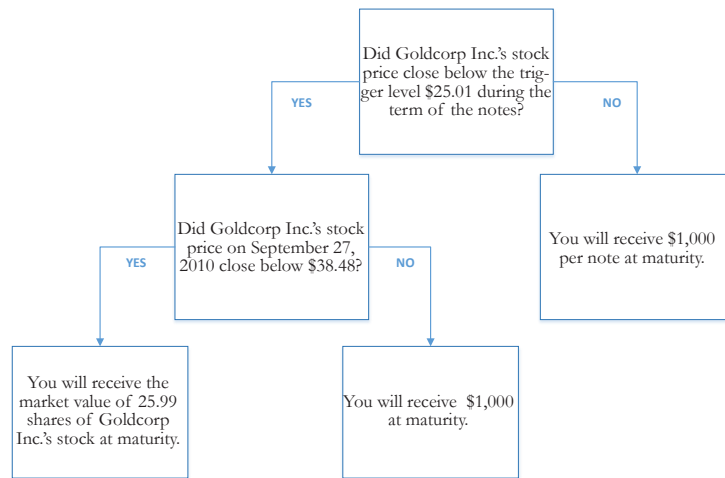 Did Goldcorp Inc.'s stock
price close below the trig-
ger level $25.01 during the
term of the notes?
YES
NO
Did Goldcorp Inc.'s stock
price on September 27,
2010 close below $38.48?
You will receive $1,000
per note at maturity.
YES
NO
You will receive the
market value of 25.99
shares of Goldcorp
Inc.'s stock at maturity.
You will receive $1,000
at maturity.